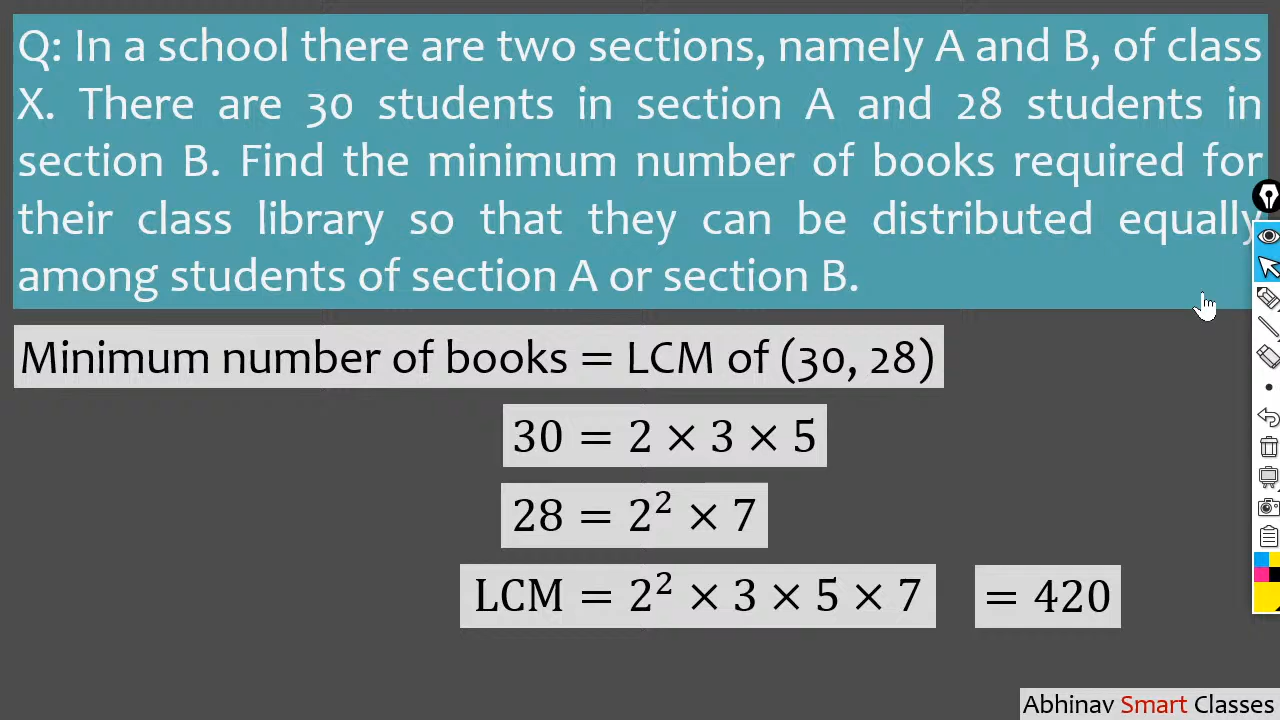 Q: In a school there are two sections, namely A and B, of class
X. There are 30 students in section A and 28 students in
section B. Find the minimum number of books required for
their class library so that they can be distributed equally
among students of section A or section B.
Minimum number of books = LCM of (30, 28)
30 = 2 × 3 × 5
28 = 2² × 7
LCM = 2² × 3 × 5 × 7 = 420
Abhinav Smart Classes